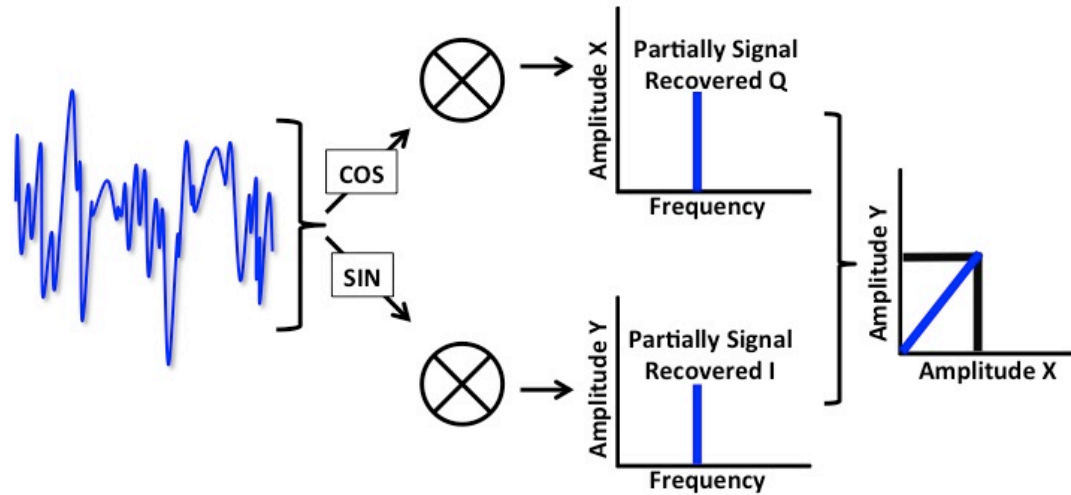 COS
SIN
Amplitude X
Partially Signal
Recovered Q
Frequency
Amplitude Y
Partially Signal
Recovered I
Frequency
Amplitude Y
Amplitude X